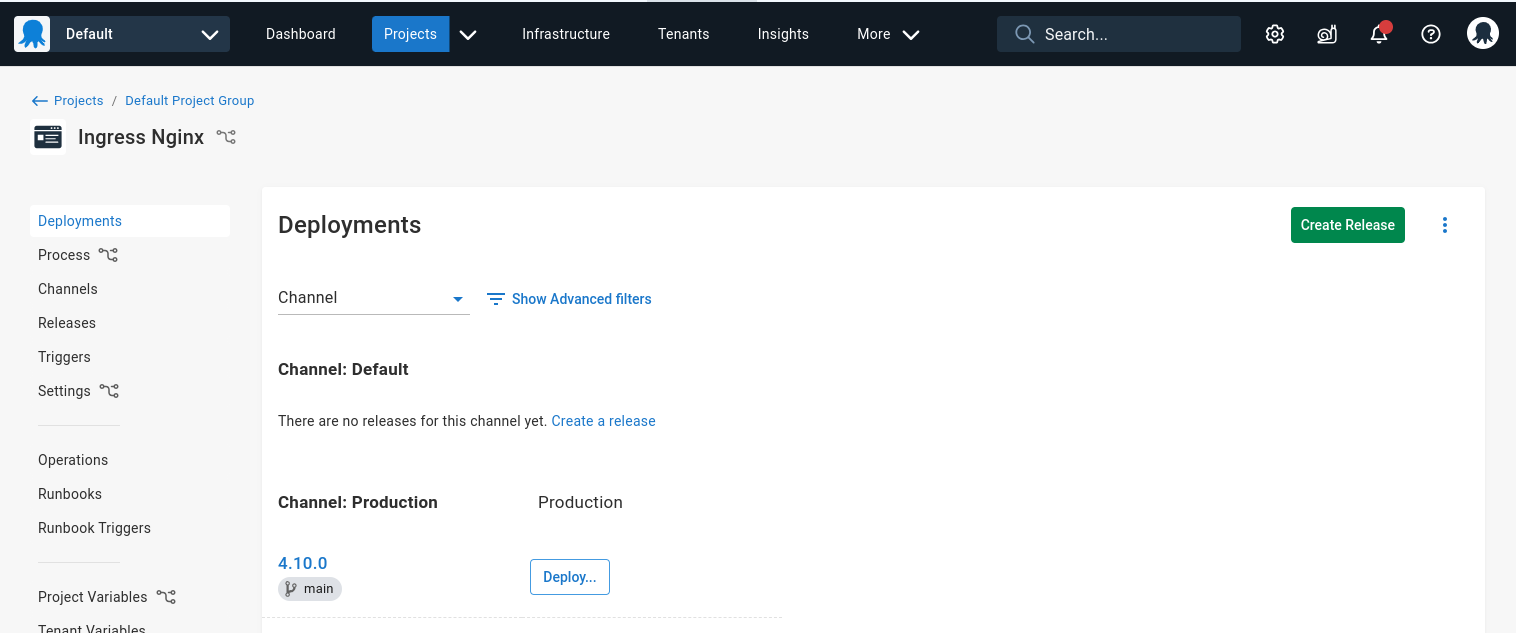 Default
Dashboard
Projects
Infrastructure
Tenants
Insights
More
Search...
Projects / Default Project Group
Ingress Nginx
Deployments
Process
Channels
Releases
Triggers
Settings
Operations
Runbooks
Runbook Triggers
Project Variables
Tenant Variables
Deployments
Create Release
Channel
Show Advanced filters
Channel: Default
There are no releases for this channel yet. Create a release
Channel: Production
Production
4.10.0
main
Deploy...